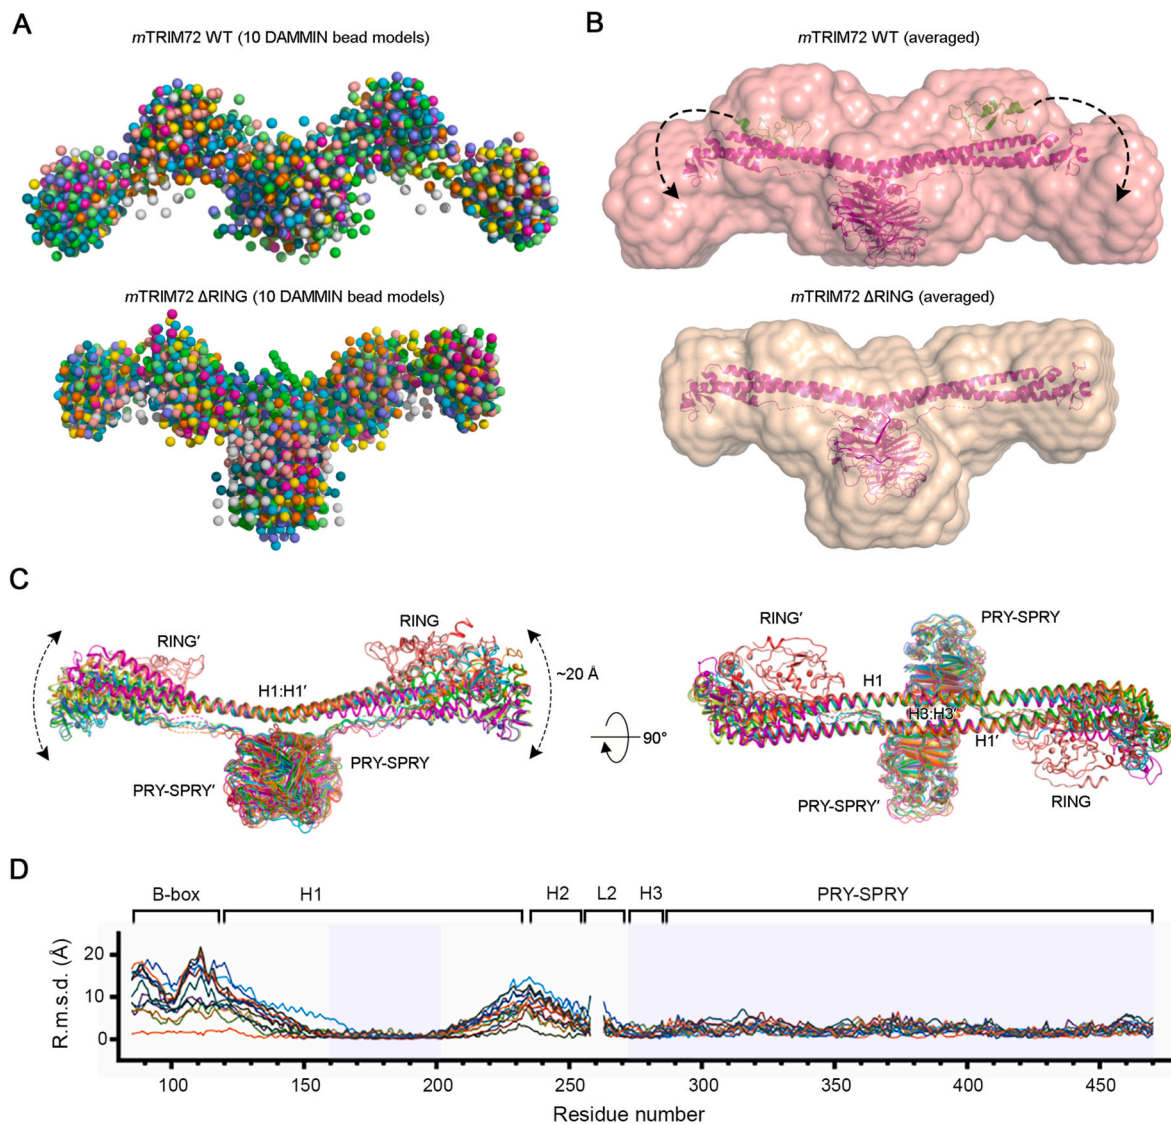 A
mTRIM72 WT (10 DAMMIN bead models)
mTRIM72 ΔRING (10 DAMMIN bead models)
B
mTRIM72 WT (averaged)
mTRIM72 ΔRING (averaged)
C
RING′
RING
H1:H1′
~20 Å
PRY-SPRY
PRY-SPRY′
90°
RING′
PRY-SPRY
H1
H3:H3′
H1′
PRY-SPRY′
RING
D
B-box
H1
H2
L2
H3
PRY-SPRY
R.m.s.d. (Å)
20
10
0
100
150
200
250
300
350
400
450
Residue number